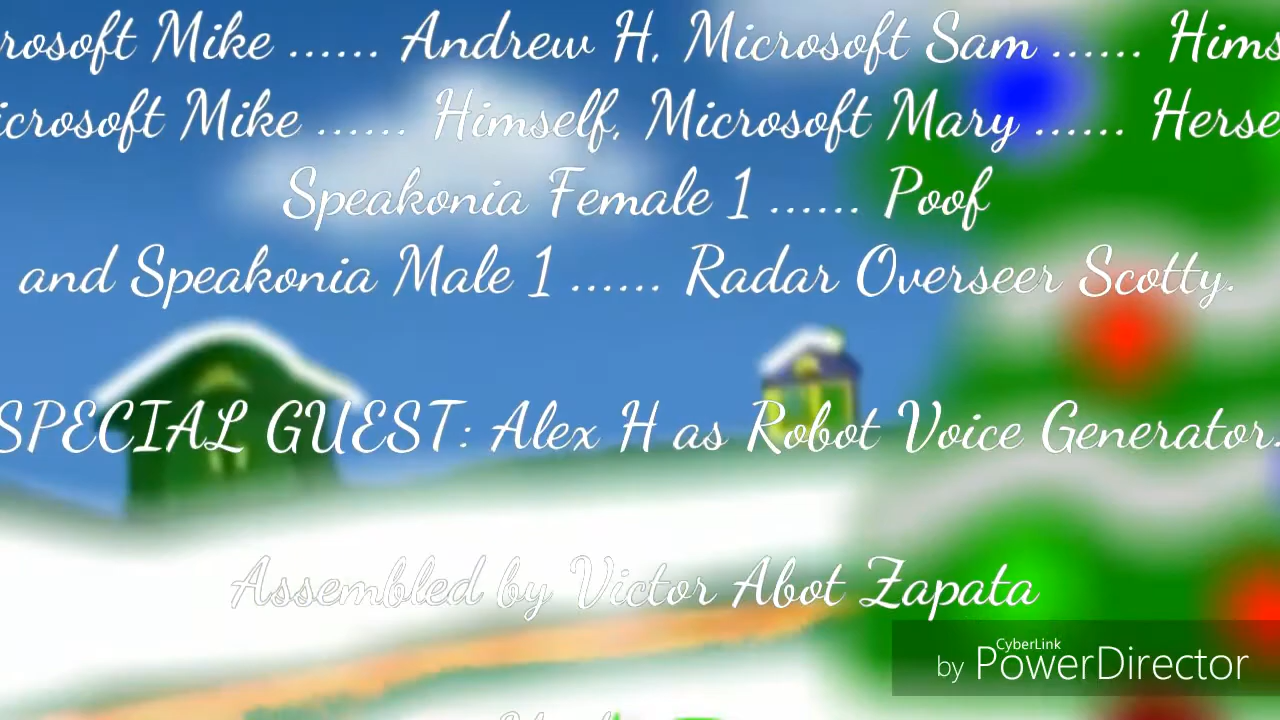 rosoft Mike ...... Andrew H, Microsoft Sam ...... Hims
icrosoft Mike ...... Himself, Microsoft Mary ...... Herse
Speakonia Female 1 ...... Poof
and Speakonia Male 1 ...... Radar Overseer Scotty.
SPECIAL GUEST: Alex H as Robot Voice Generator.
Assembled by Victor Abot Zapata
by CyberLink PowerDirector